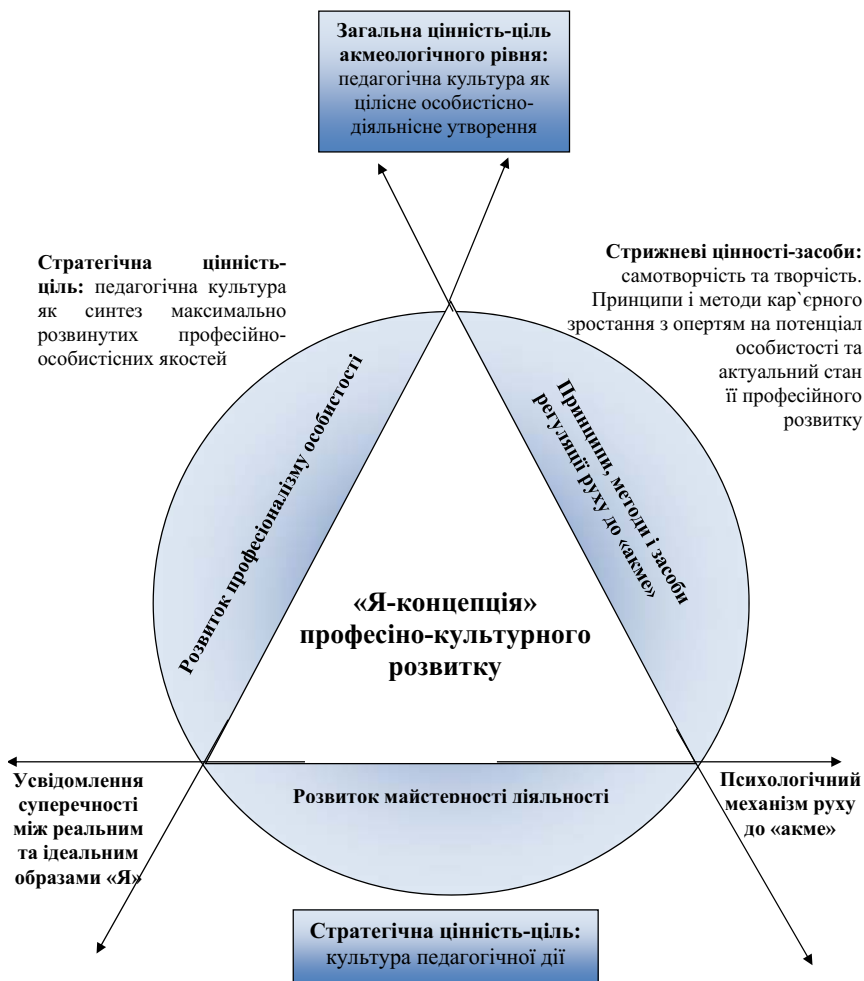 Загальна цінність-ціль
акмеологічного рівня:
педагогічна культура як
цілісне особистісно-
діяльнісне утворення
Стратегічна цінність-
ціль: педагогічна культура
як синтез максимально
розвинутих професійно-
особистісних якостей
Стрижневі цінності-засоби:
самотворчість та творчість.
Принципи і методи кар`єрного
зростання з опертям на потенціал
особистості та
актуальний стан
її професійного
розвитку
Розвиток професіоналізму особистості
Принципи, методи і засоби
регуляції руху до «акме»
«Я-концепція»
професіно-культурного
розвитку
Усвідомлення
суперечності
між реальним
та ідеальним
образами «Я»
Розвиток майстерності діяльності
Психологічний
механізм руху
до «акме»
Стратегічна цінність-ціль:
культура педагогічної дії